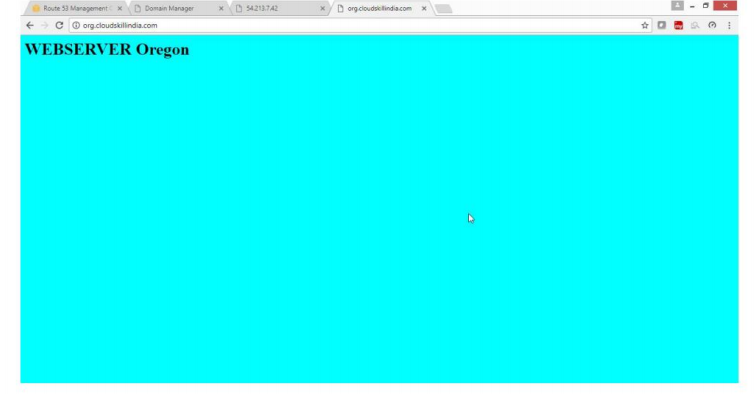 Route 53 Management
Domain Manager
54.213.7.42
org.cloudskillindia.com
org.cloudskillindia.com
WEBSERVER Oregon